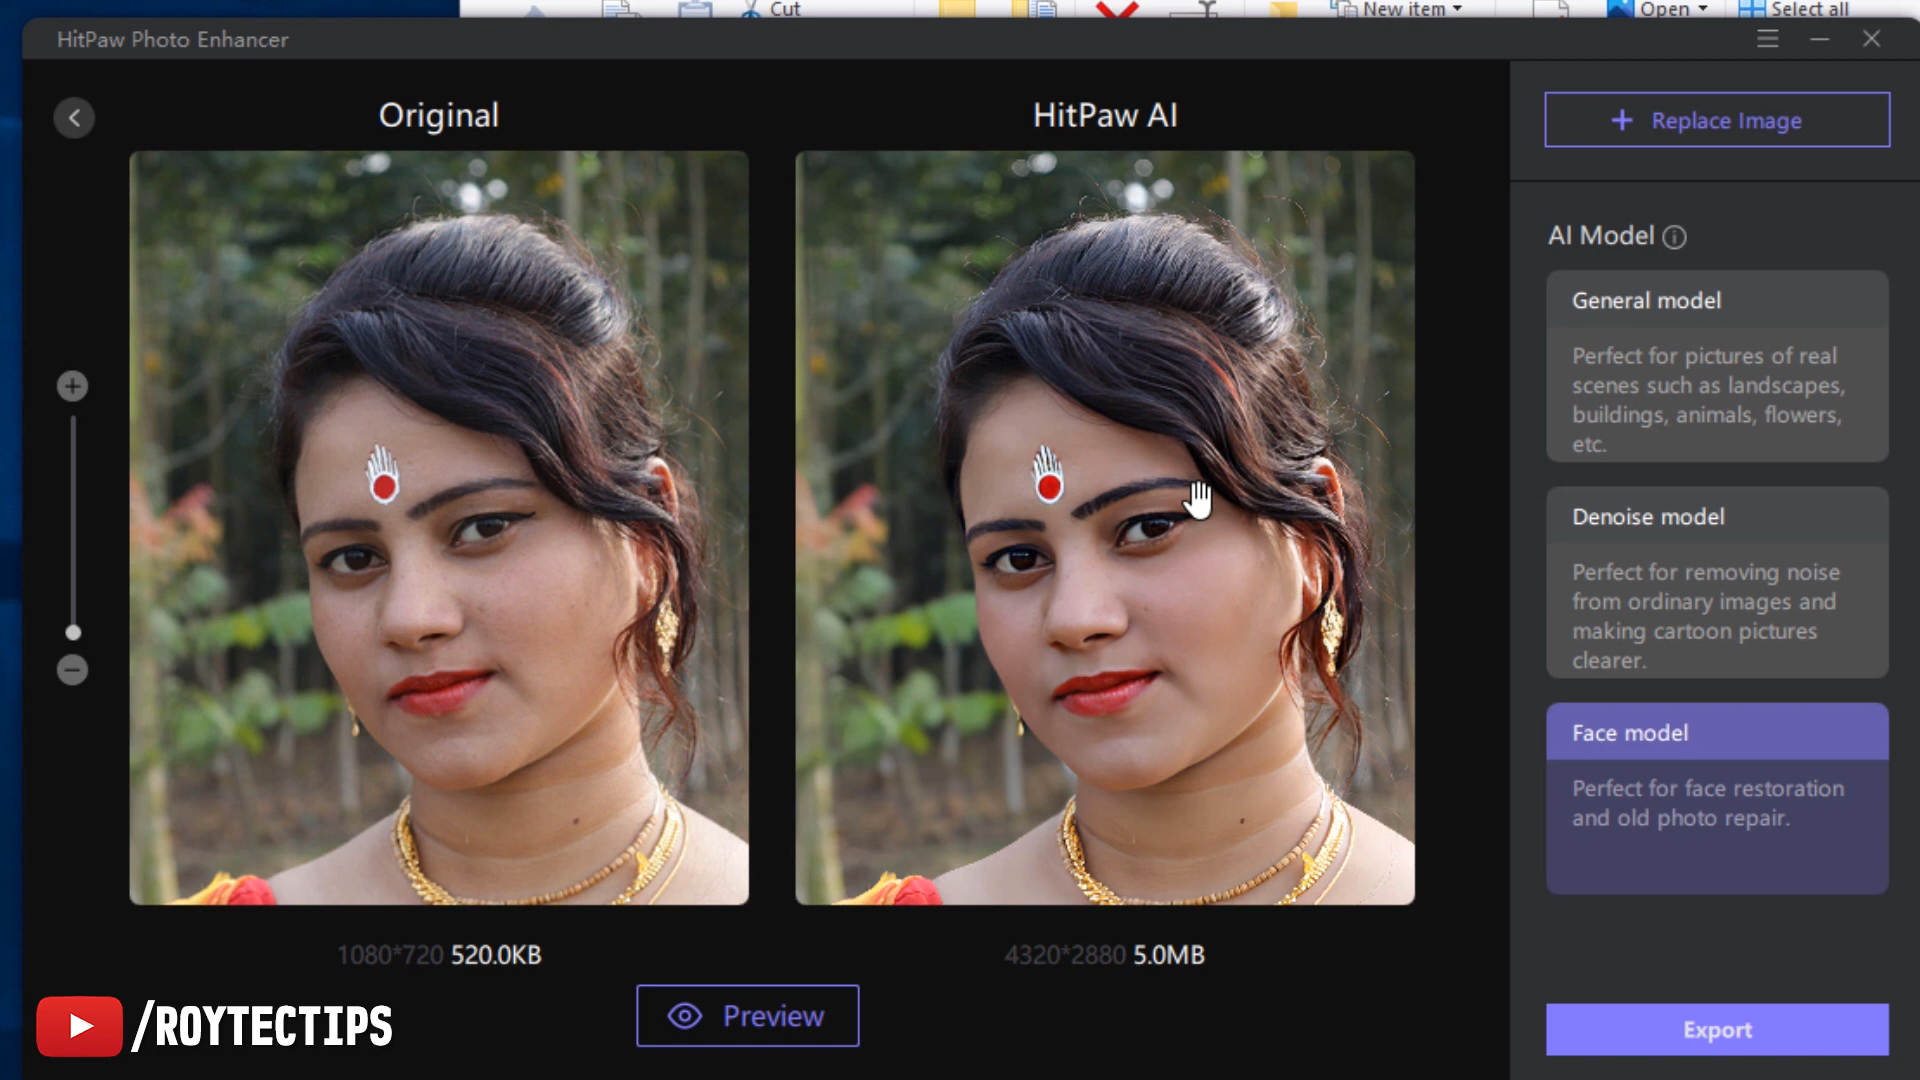 Cut
New item
Open
Select all
HitPaw Photo Enhancer
Original
HitPaw AI
+ Replace Image
AI Model
General model
Perfect for pictures of real
scenes such as landscapes,
buildings, animals, flowers,
etc.
Denoise model
Perfect for removing noise
from ordinary images and
making cartoon pictures
clearer.
Face model
Perfect for face restoration
and old photo repair.
1080*720 520.0KB
4320*2880 5.0MB
Preview
Export
/ROYTECTIPS